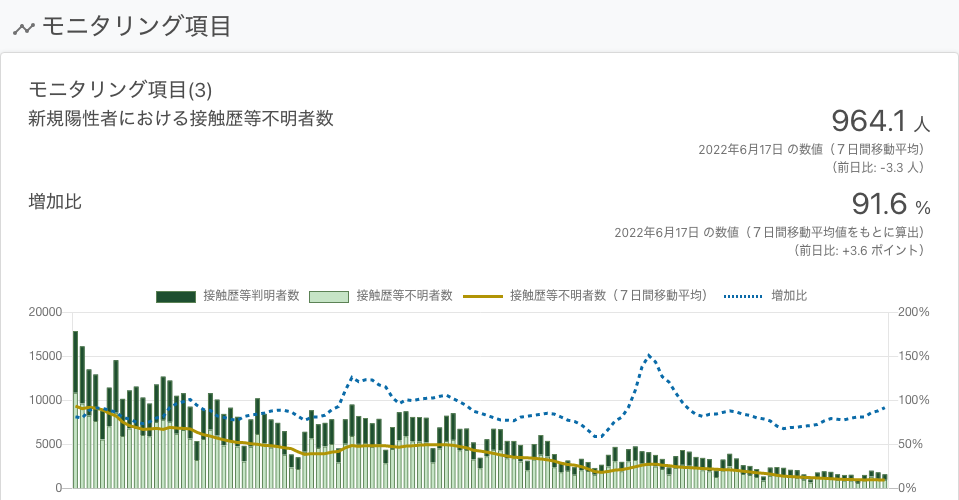 モニタリング項目
モニタリング項目(3)
新規陽性者における接触歴等不明者数
964.1 人
2022年6月17日 の数値（７日間移動平均）
（前日比: -3.3 人）
増加比
91.6 %
2022年6月17日 の数値（７日間移動平均値をもとに算出）
（前日比: +3.6 ポイント）
接触歴等判明者数 接触歴等不明者数 接触歴等不明者数（７日間移動平均） 増加比
20000 200%
15000 150%
10000 100%
5000 50%
0 0%